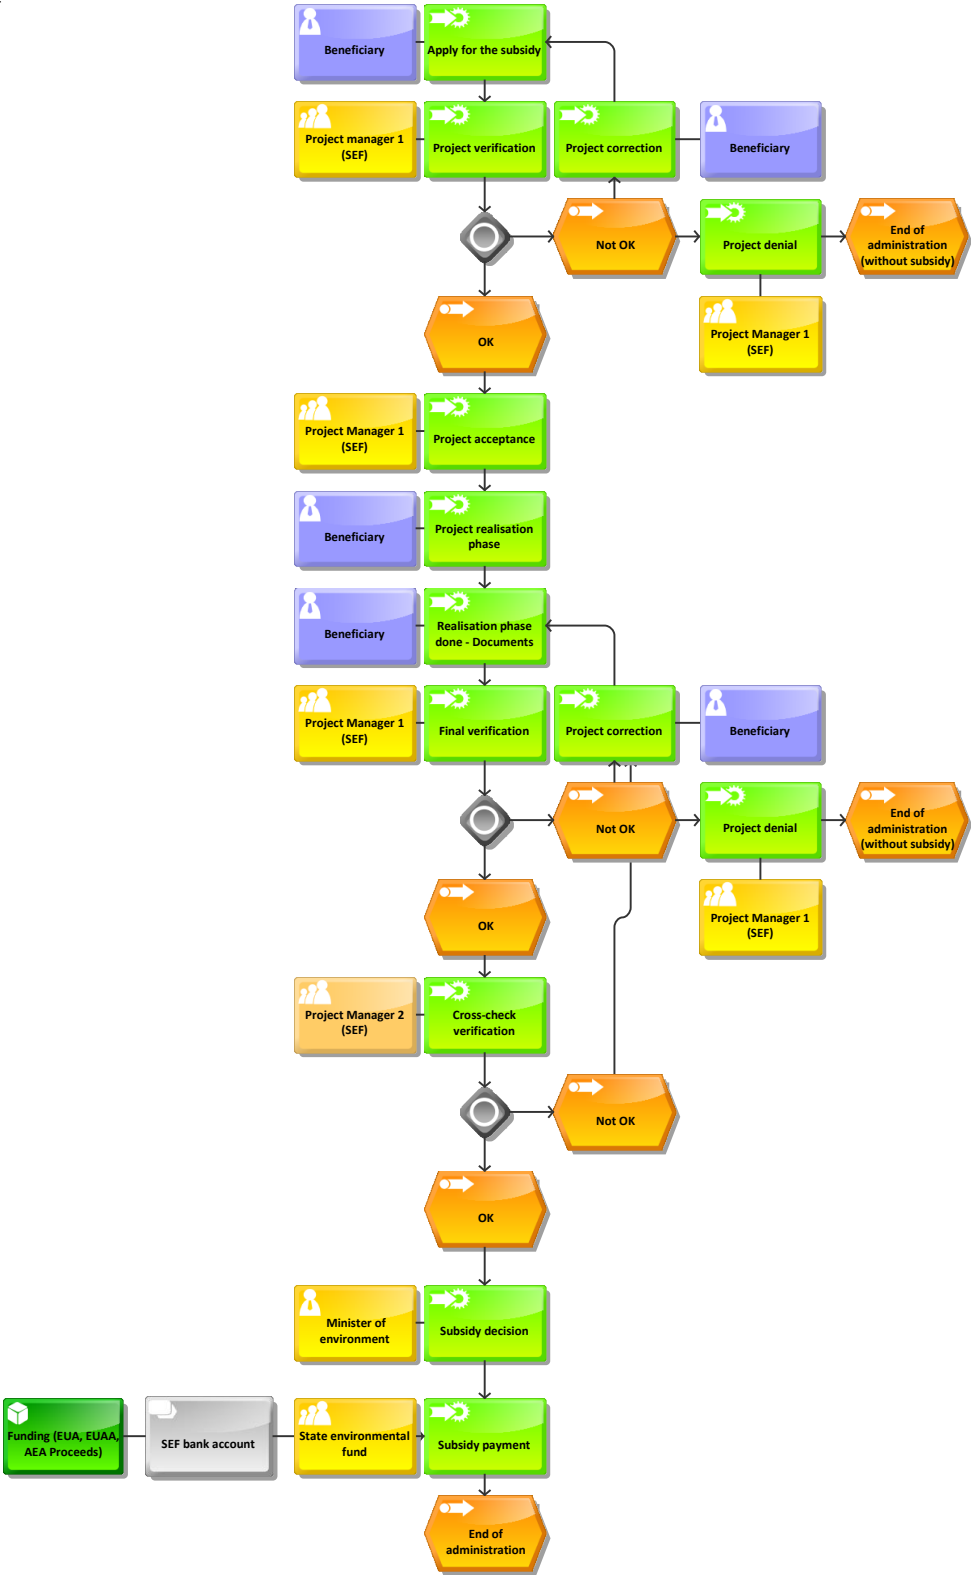 Beneficiary
Apply for the subsidy
Project manager 1
(SEF)
Project verification
Project correction
Beneficiary
Not OK
Project denial
End of
administration
(without subsidy)
OK
Project Manager 1
(SEF)
Project Manager 1
(SEF)
Project acceptance
Beneficiary
Project realisation
phase
Beneficiary
Realisation phase
done - Documents
Project Manager 1
(SEF)
Final verification
Project correction
Beneficiary
Not OK
Project denial
End of
administration
(without subsidy)
OK
Project Manager 1
(SEF)
Project Manager 2
(SEF)
Cross-check
verification
Not OK
OK
Minister of
environment
Subsidy decision
Funding (EUA, EUAA,
AEA Proceeds)
SEF bank account
State environmental
fund
Subsidy payment
End of
administration